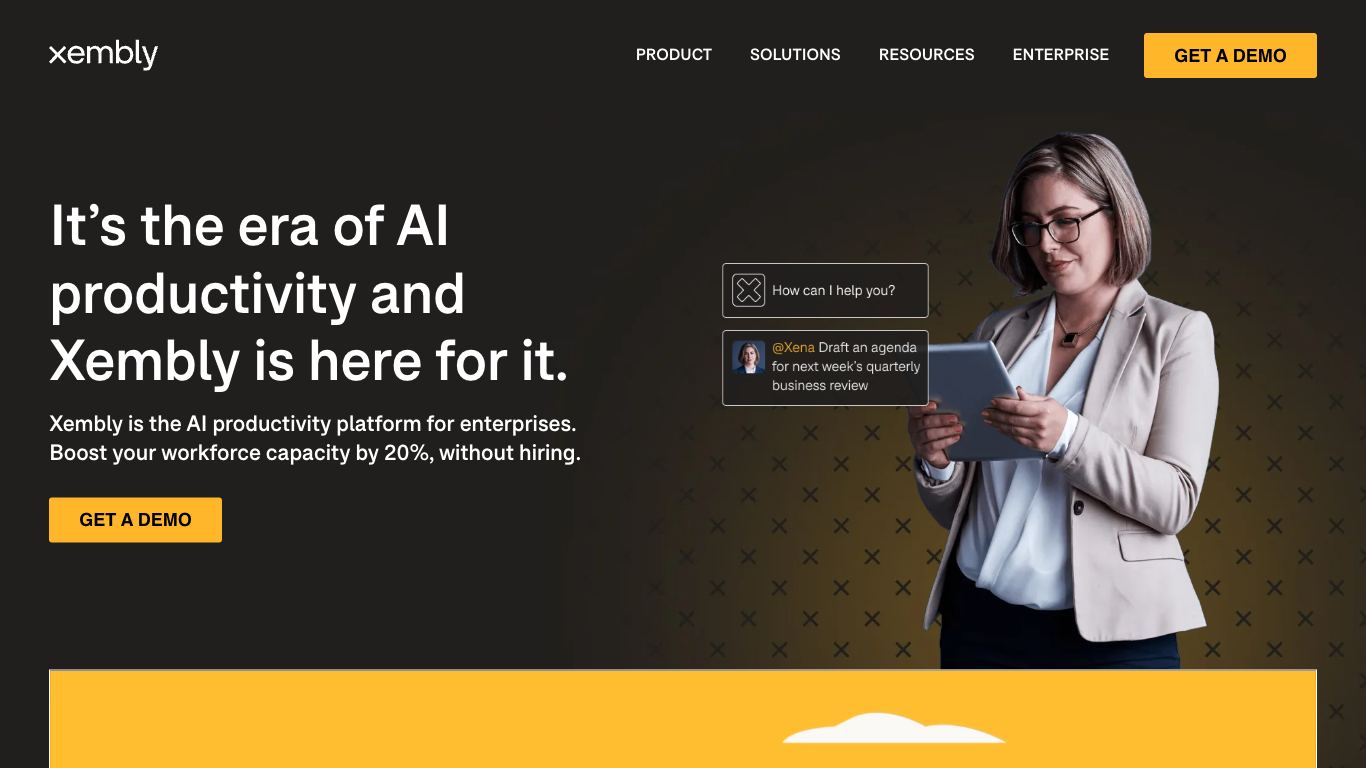 xembly
PRODUCT
SOLUTIONS
RESOURCES
ENTERPRISE
GET A DEMO
It’s the era of AI
productivity and
Xembly is here for it.
Xembly is the AI productivity platform for enterprises.
Boost your workforce capacity by 20%, without hiring.
GET A DEMO
How can I help you?
@Xena Draft an agenda
for next week’s quarterly
business review